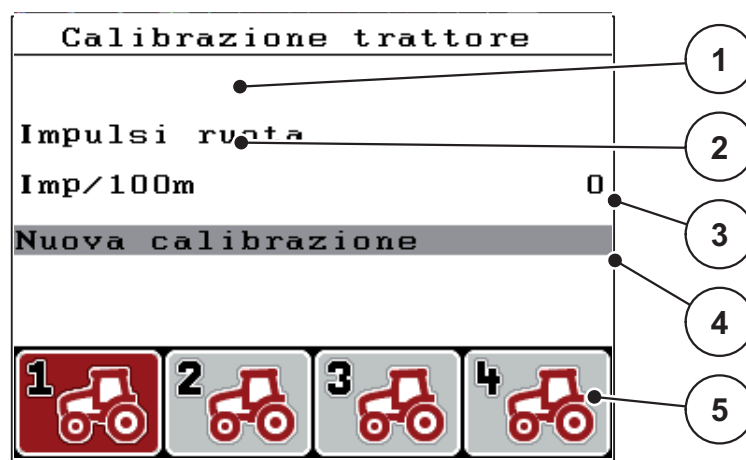 Calibrazione trattore
1
Impulsi ruota
2
Imp/100m 0
3
Nuova calibrazione
4
1 2 3 4
5